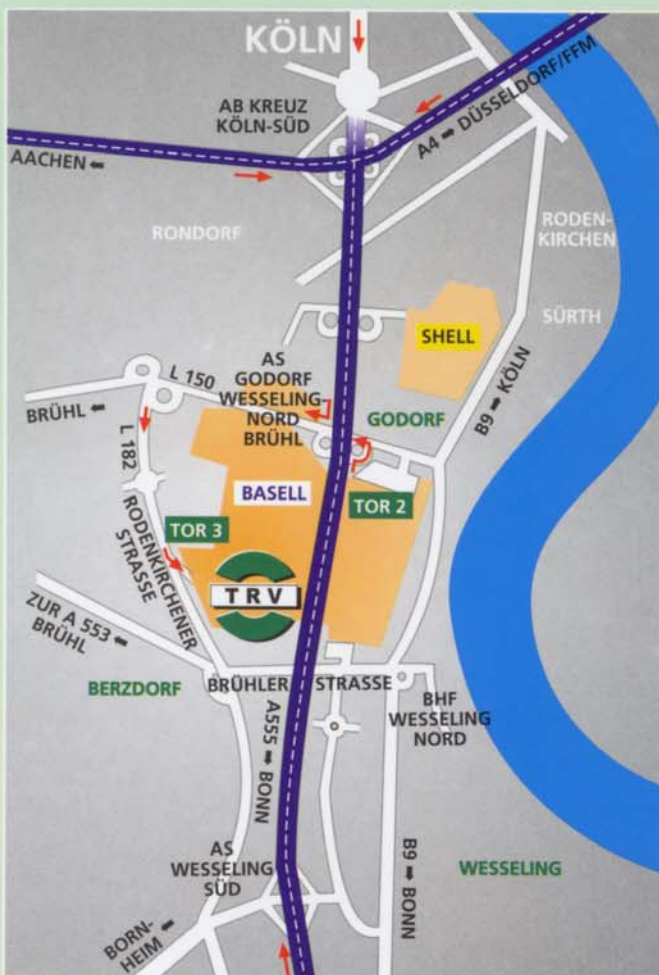 KÖLN
AB KREUZ
KÖLN-SÜD
A4 ➡ DÜSSELDORF/FFM
AACHEN ⬅
RONDORF
RODEN-
KIRCHEN
SÜRTH
SHELL
AS
GODORF
WESSELING-
NORD
BRÜHL
L 150
GODORF
B9 ➡ KÖLN
BRÜHL ⬅
L 182
BASELL
TOR 2
TOR 3
RODENKIRCHENER
STRASSE
TRV
ZUR A 553 ⬅
BRÜHL
BERZDORF
BRÜHLER STRASSE
BHF
WESSELING
NORD
A555 ➡ BONN
AS
WESSELING
SÜD
B9 ➡ BONN
WESSELING
BORN- ⬅
HEIM